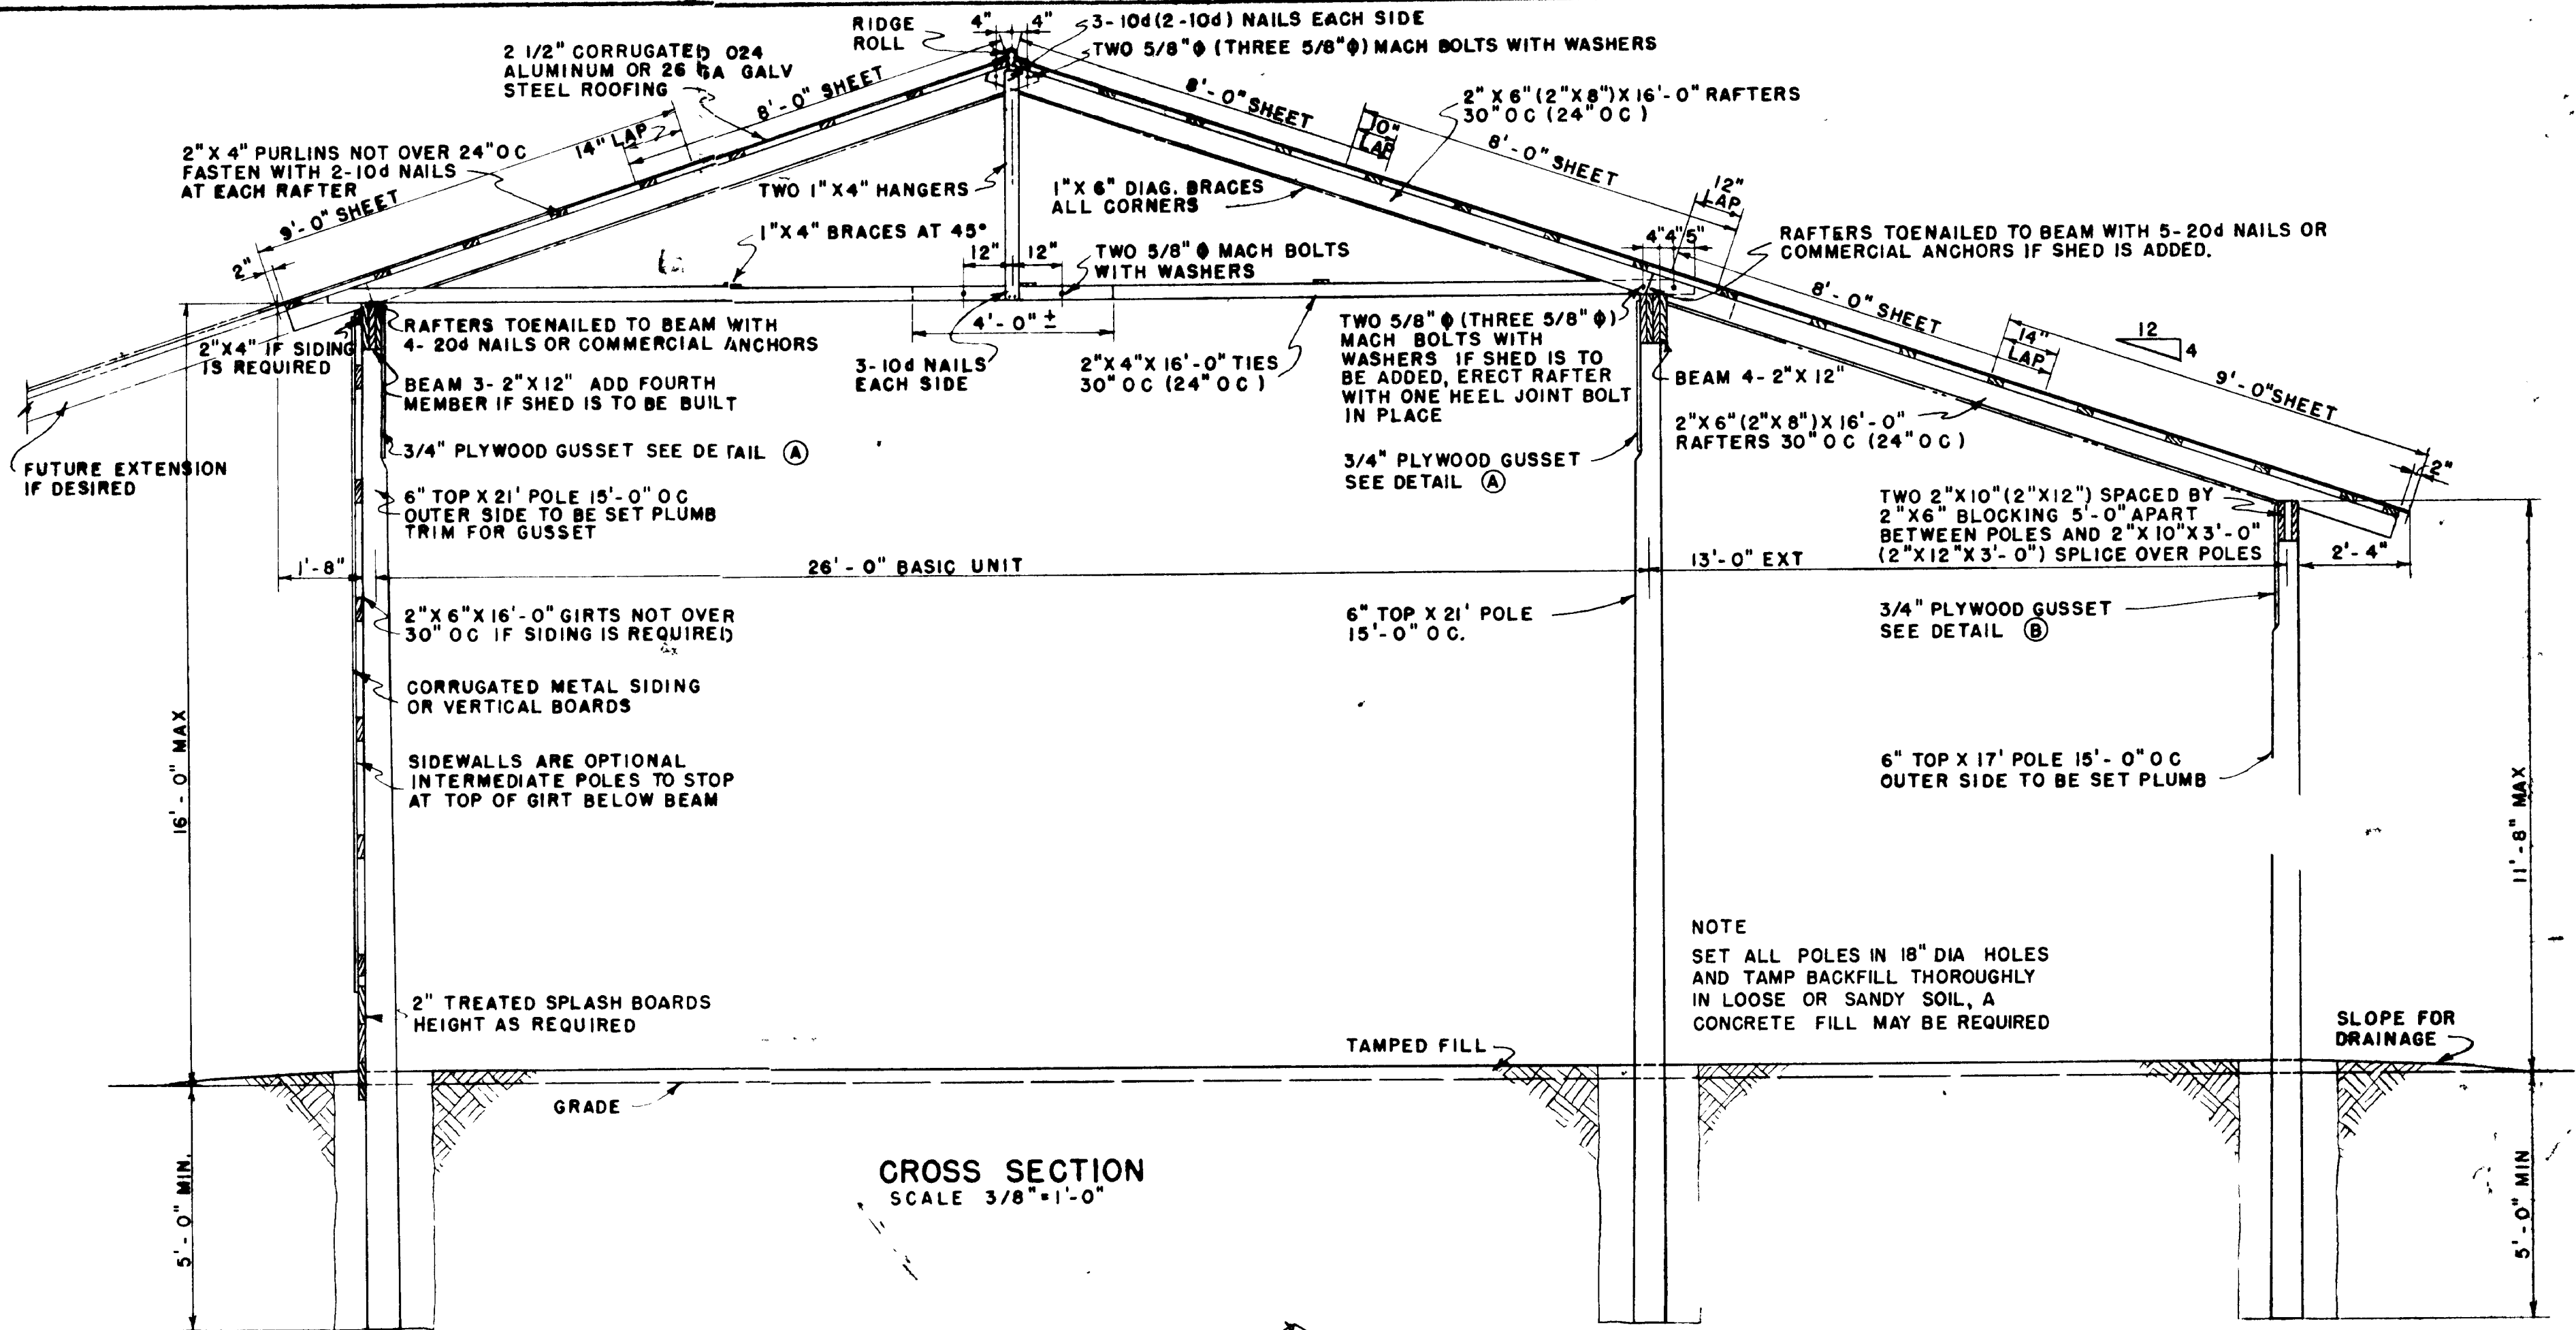 RIDGE
ROLL
4" 4"
3-10d (2-10d) NAILS EACH SIDE
TWO 5/8"Φ (THREE 5/8"Φ) MACH BOLTS WITH WASHERS
2 1/2" CORRUGATED 024
ALUMINUM OR 26 GA GALV
STEEL ROOFING
8'-0" SHEET
8'-0" SHEET
2" X 6" (2"X8") X 16'-0" RAFTERS
30" OC (24" OC)
2" X 4" PURLINS NOT OVER 24" OC
FASTEN WITH 2-10d NAILS
AT EACH RAFTER
14" LAP
10"
LAP
8'-0" SHEET
12"
LAP
9'-0" SHEET
2"
TWO 1"X4" HANGERS
1"X 6" DIAG. BRACES
ALL CORNERS
1"X4" BRACES AT 45°
12" 12"
TWO 5/8" Φ MACH BOLTS
WITH WASHERS
4" 4" 5"
RAFTERS TOENAILED TO BEAM WITH 5-20d NAILS OR
COMMERCIAL ANCHORS IF SHED IS ADDED.
8'-0" SHEET
14"
LAP
12
4
9'-0" SHEET
2"
2"X4" IF SIDING
IS REQUIRED
RAFTERS TOENAILED TO BEAM WITH
4-20d NAILS OR COMMERCIAL ANCHORS
BEAM 3-2"X12" ADD FOURTH
MEMBER IF SHED IS TO BE BUILT
4'-0" ±
3-10d NAILS
EACH SIDE
2"X4"X16'-0" TIES
30" OC (24" OC)
TWO 5/8" Φ (THREE 5/8" Φ)
MACH BOLTS WITH
WASHERS IF SHED IS TO
BE ADDED, ERECT RAFTER
WITH ONE HEEL JOINT BOLT
IN PLACE
BEAM 4-2"X12"
2"X6"(2"X8")X16'-0"
RAFTERS 30" OC (24" OC)
3/4" PLYWOOD GUSSET SEE DETAIL A
3/4" PLYWOOD GUSSET
SEE DETAIL A
FUTURE EXTENSION
IF DESIRED
6" TOP X 21' POLE 15'-0" OC
OUTER SIDE TO BE SET PLUMB
TRIM FOR GUSSET
TWO 2"X10"(2"X12") SPACED BY
2"X6" BLOCKING 5'-0" APART
BETWEEN POLES AND 2"X10"X3'-0"
(2"X12"X3'-0") SPLICE OVER POLES
1'-8"
26'-0" BASIC UNIT
13'-0" EXT
2'-4"
2"X 6"X16'-0" GIRTS NOT OVER
30" OC IF SIDING IS REQUIRED
6" TOP X 21' POLE
15'-0" OC.
3/4" PLYWOOD GUSSET
SEE DETAIL B
CORRUGATED METAL SIDING
OR VERTICAL BOARDS
SIDEWALLS ARE OPTIONAL
INTERMEDIATE POLES TO STOP
AT TOP OF GIRT BELOW BEAM
6" TOP X 17' POLE 15'-0" OC
OUTER SIDE TO BE SET PLUMB
16'-0" MAX
11'-8" MAX
NOTE
SET ALL POLES IN 18" DIA HOLES
AND TAMP BACKFILL THOROUGHLY
IN LOOSE OR SANDY SOIL, A
CONCRETE FILL MAY BE REQUIRED
2" TREATED SPLASH BOARDS
HEIGHT AS REQUIRED
TAMPED FILL
SLOPE FOR
DRAINAGE
GRADE
5'-0" MIN.
5'-0" MIN
CROSS SECTION
SCALE 3/8"=1'-0"